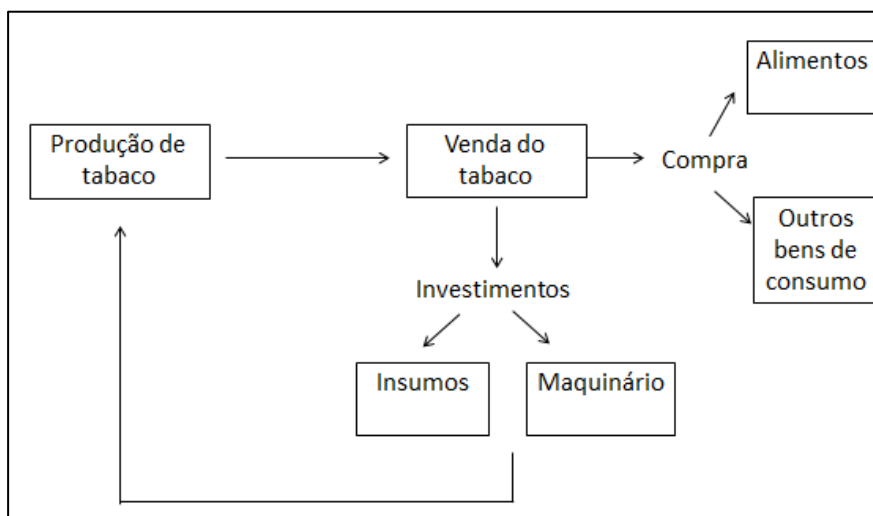 Alimentos
Produção de
tabaco
Venda do
tabaco
Compra
Outros
bens de
consumo
Investimentos
Insumos
Maquinário